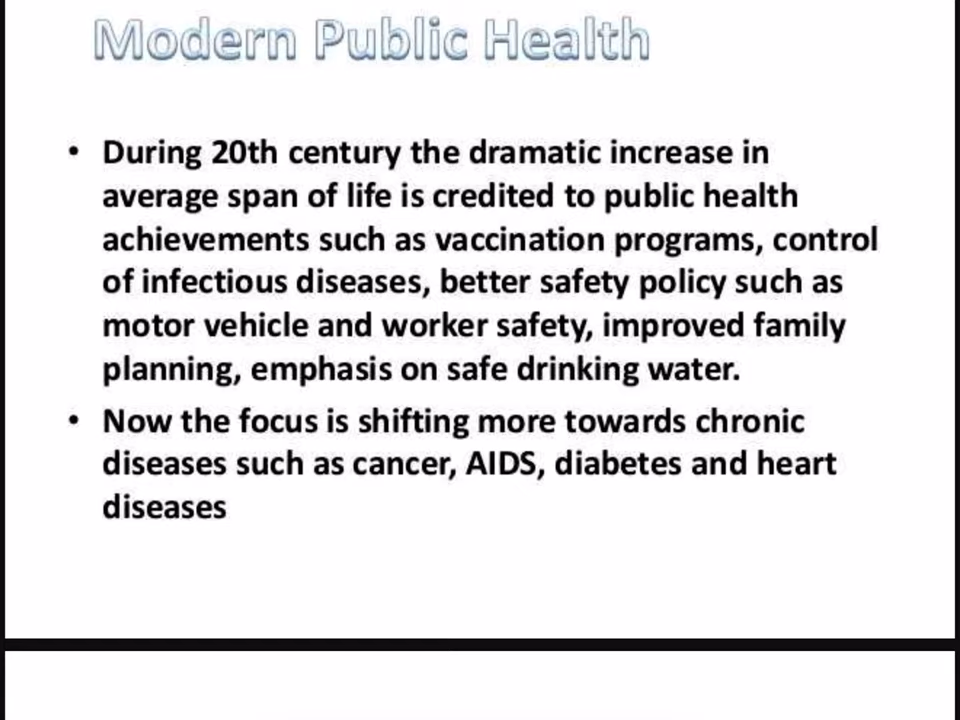 Modern Public Health
• During 20th century the dramatic increase in
average span of life is credited to public health
achievements such as vaccination programs, control
of infectious diseases, better safety policy such as
motor vehicle and worker safety, improved family
planning, emphasis on safe drinking water.
• Now the focus is shifting more towards chronic
diseases such as cancer, AIDS, diabetes and heart
diseases